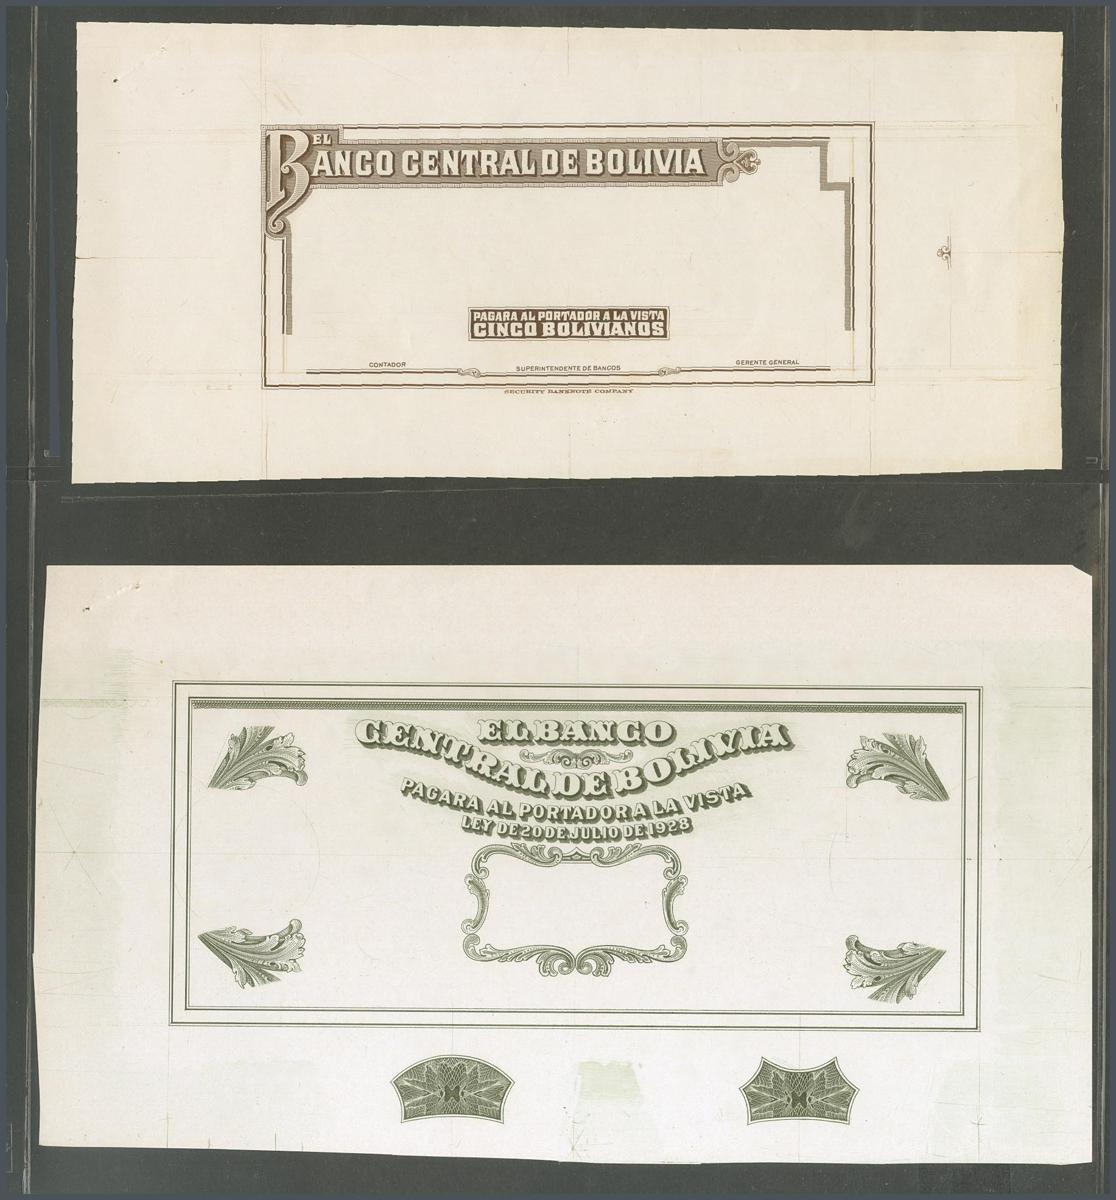 EL
BANCO CENTRAL DE BOLIVIA
PAGARA AL PORTADOR A LA VISTA
CINCO BOLIVIANOS
CONTADOR
SUPERINTENDENTE DE BANCOS
GERENTE GENERAL
SECURITY BANKNOTE COMPANY
EL BANCO
CENTRAL DE BOLIVIA
PAGARA AL PORTADOR A LA VISTA
LEY DE 20 DE JULIO DE 1928